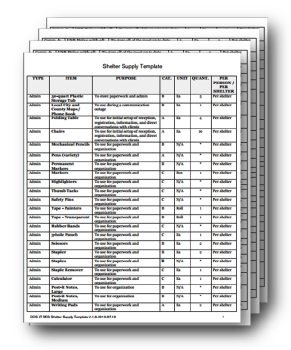 Shelter Supply Template
TYPE ITEM PURPOSE CAT. UNIT QUANT. PER PERSON / PER SHELTER
Admin 30-quart Plastic Storage Tub To store paperwork and admin B Ea 3 Per shelter
Admin Local City and County Maps/ Phone Book To use during a communication outage B Ea 1 Per shelter
Admin Folding Table To use for initial setup of reception, registration, information, and direct conversations with clients A Ea Per shelter
Admin Chairs To use for initial setup of reception, registration, information, and direct conversations with clients A Ea 10 Per shelter
Admin Mechanical Pencils To use for paperwork and organization B N/A * Per shelter
Admin Pens (variety) To use for paperwork and organization A N/A * Per shelter
Admin Permanent Markers To use for paperwork and organization B N/A * Per shelter
Admin Markers To use for paperwork and organization C Box 1 Per shelter
Admin Highlighters To use for paperwork and organization C N/A * Per shelter
Admin Thumb Tacks To use for paperwork and organization C N/A * Per shelter
Admin Safety Pins To use for paperwork and organization C N/A * Per shelter
Admin Tape – Painters To use for paperwork and organization B Roll 1 Per shelter
Admin Tape – Transparent To use for paperwork and organization B Roll 1 Per shelter
Admin Rubber Bands To use for paperwork and organization C N/A * Per shelter
Admin 3-hole Punch To use for paperwork and organization C Ea 1 Per shelter
Admin Scissors To use for paperwork and organization B Ea 2 Per shelter
Admin Stapler To use for paperwork and organization B Ea 2 Per shelter
Admin Staples To use for paperwork and organization B N/A * Per shelter
Admin Staple Remover To use for paperwork and organization C Ea 1 Per shelter
Admin Calculator To use for paperwork and organization C Ea 1 Per shelter
Admin Post-it Notes, Large To use for organization B N/A * Per shelter
Admin Post-it Notes, Medium To use for organization B N/A * Per shelter
Admin Writing Pads To use for paperwork and A Ea Per shelter
Shelter Supply Template
1